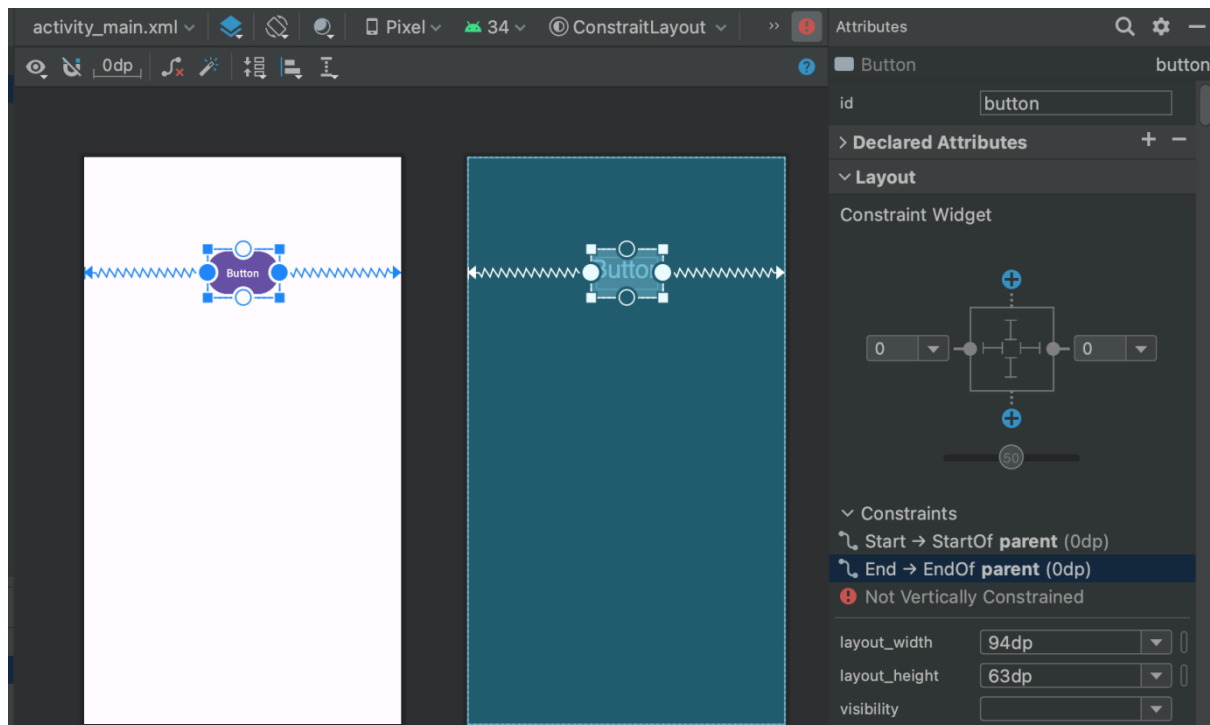 activity_main.xml Pixel 34 ConstraitLayout >> Attributes
0dp ? Button button
id button
Declared Attributes
Layout
Constraint Widget
Button Button
0 0
50
Constraints
Start → StartOf parent (0dp)
End → EndOf parent (0dp)
Not Vertically Constrained
layout_width 94dp
layout_height 63dp
visibility